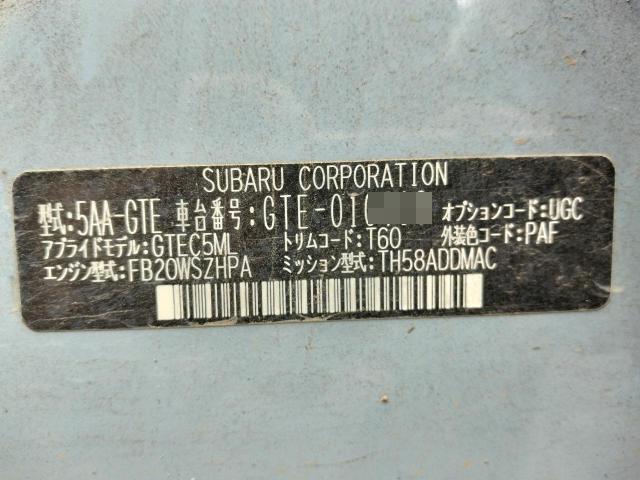 SUBARU CORPORATION
型式:5AA-GTE 車台番号:GTE-01 オプションコード:UGC
アプライドモデル:GTEC5ML トリムコード:T60 外装色コード:PAF
エンジン型式:FB20WSZHPA ミッション型式:TH58ADDMAC